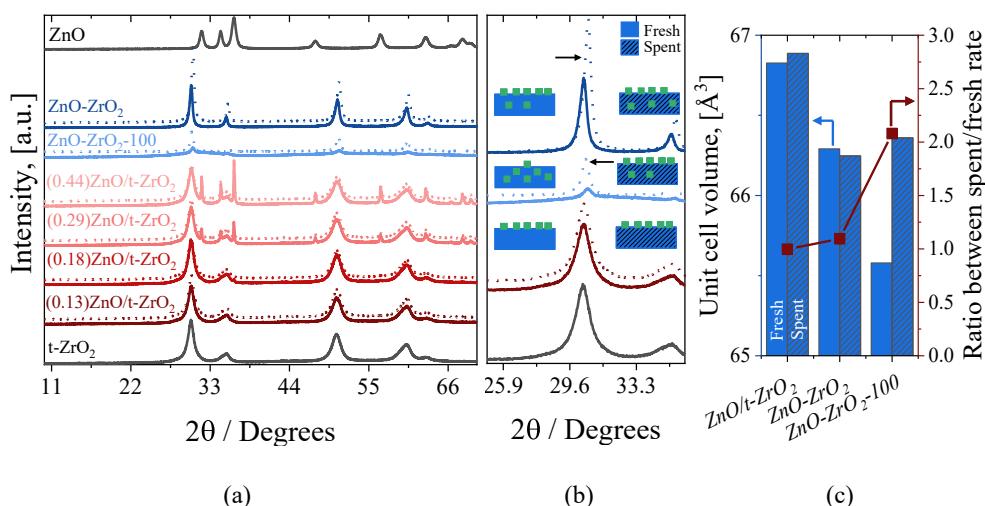 Intensity, [a.u.]
ZnO
ZnO-ZrO₂
ZnO-ZrO₂-100
(0.44)ZnO/t-ZrO₂
(0.29)ZnO/t-ZrO₂
(0.18)ZnO/t-ZrO₂
(0.13)ZnO/t-ZrO₂
t-ZrO₂
11 22 33 44 55 66
2θ / Degrees
(a)
Fresh
Spent
25.9 29.6 33.3
2θ / Degrees
(b)
Unit cell volume, [Å³]
67
66
65
Fresh
Spent
3.0
2.5
2.0
1.5
1.0
0.5
0.0
Ratio between spent/fresh rate
ZnO/t-ZrO₂
ZnO-ZrO₂
ZnO-ZrO₂-100
(c)